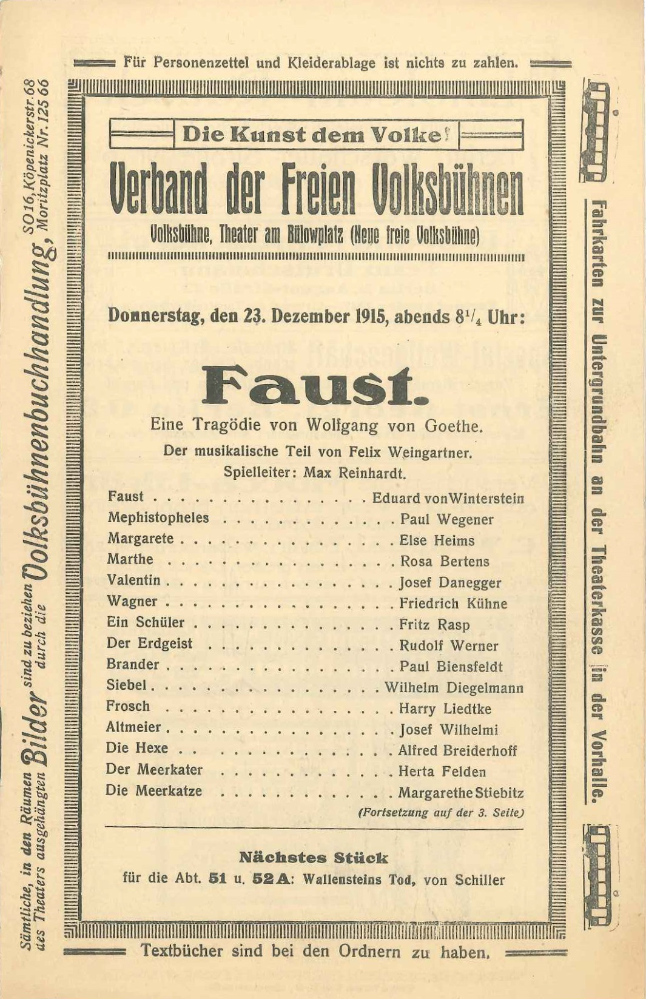 Für Personenzettel und Kleiderablage ist nichts zu zahlen.
Die Kunst dem Volke!
Verband der Freien Volksbühnen
Volksbühne, Theater am Bülowplatz (Neue freie Volksbühne)
Donnerstag, den 23. Dezember 1915, abends 8¹/₄ Uhr:
Faust.
Eine Tragödie von Wolfgang von Goethe.
Der musikalische Teil von Felix Weingartner.
Spielleiter: Max Reinhardt.
Faust . . . . . . . . . . . . . . . . Eduard von Winterstein
Mephistopheles . . . . . . . . . . . . . Paul Wegener
Margarete . . . . . . . . . . . . . . . . Else Heims
Marthe . . . . . . . . . . . . . . . . . Rosa Bertens
Valentin . . . . . . . . . . . . . . . . . Josef Danegger
Wagner . . . . . . . . . . . . . . . . . Friedrich Kühne
Ein Schüler . . . . . . . . . . . . . . . Fritz Rasp
Der Erdgeist . . . . . . . . . . . . . . Rudolf Werner
Brander . . . . . . . . . . . . . . . . . Paul Biensfeldt
Siebel . . . . . . . . . . . . . . . . . Wilhelm Diegelmann
Frosch . . . . . . . . . . . . . . . . . Harry Liedtke
Altmeier . . . . . . . . . . . . . . . . . Josef Wilhelmi
Die Hexe . . . . . . . . . . . . . . . Alfred Breiderhoff
Der Meerkater . . . . . . . . . . . . . Herta Felden
Die Meerkatze . . . . . . . . . . . . . Margarethe Stiebitz
(Fortsetzung auf der 3. Seite)
Nächstes Stück
für die Abt. 51 u. 52A: Wallensteins Tod, von Schiller
Textbücher sind bei den Ordnern zu haben.
Sämtliche, in den Räumen
des Theaters ausgehängten
Bilder
sind zu beziehen
durch die
Volksbühnenbuchhandlung,
SO 16, Köpenickerstr. 68
Moritzplatz Nr. 125 66
Fahrkarten zur Untergrundbahn an der Theaterkasse in der Vorhalle.